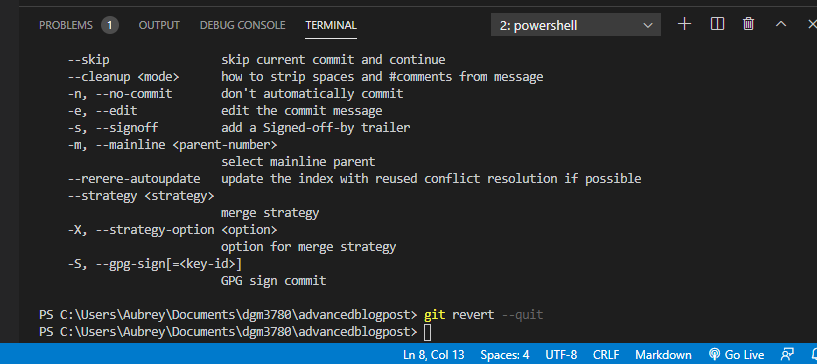 PROBLEMS 1 OUTPUT DEBUG CONSOLE TERMINAL 2: powershell
--skip skip current commit and continue
--cleanup <mode> how to strip spaces and #comments from message
-n, --no-commit don't automatically commit
-e, --edit edit the commit message
-s, --signoff add a Signed-off-by trailer
-m, --mainline <parent-number>
select mainline parent
--rerere-autoupdate update the index with reused conflict resolution if possible
--strategy <strategy>
merge strategy
-X, --strategy-option <option>
option for merge strategy
-S, --gpg-sign[=<key-id>]
GPG sign commit
PS C:\Users\Aubrey\Documents\dgm3780\advancedblogpost> git revert --quit
PS C:\Users\Aubrey\Documents\dgm3780\advancedblogpost>
Ln 8, Col 13 Spaces: 4 UTF-8 CRLF Markdown Go Live